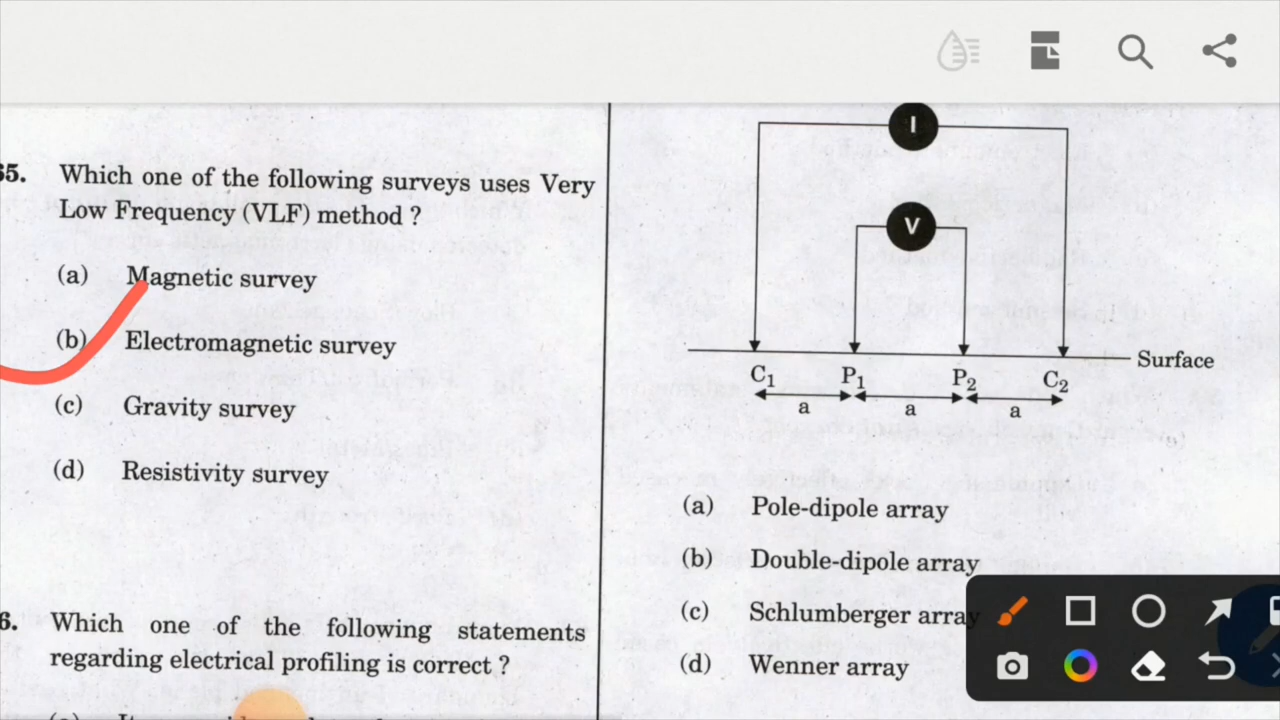 65.
Which one of the following surveys uses Very
Low Frequency (VLF) method ?
(a) Magnetic survey
(b) Electromagnetic survey
(c) Gravity survey
(d) Resistivity survey
6. Which one of the following statements
regarding electrical profiling is correct ?
I
V
Surface
C1 P1 P2 C2
a a a
(a) Pole-dipole array
(b) Double-dipole array
(c) Schlumberger array
(d) Wenner array